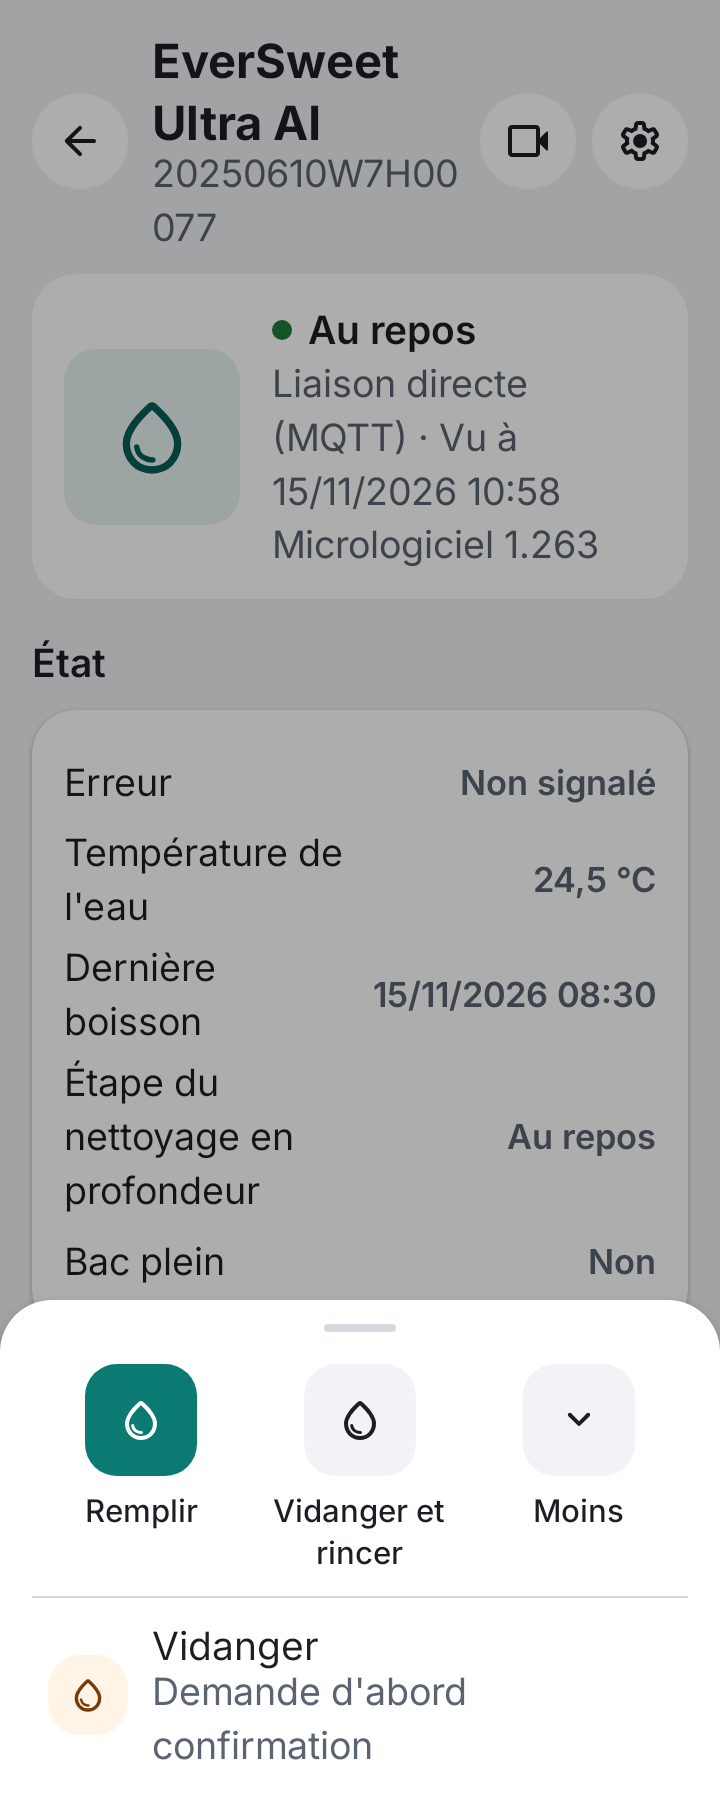 EverSweet
Ultra AI
20250610W7H00
077
Au repos
Liaison directe
(MQTT) · Vu à
15/11/2026 10:58
Micrologiciel 1.263
État
Erreur
Non signalé
Température de
l'eau
24,5 °C
Dernière
boisson
15/11/2026 08:30
Étape du
nettoyage en
profondeur
Au repos
Bac plein
Non
Remplir
Vidanger et
rincer
Moins
Vidanger
Demande d'abord
confirmation